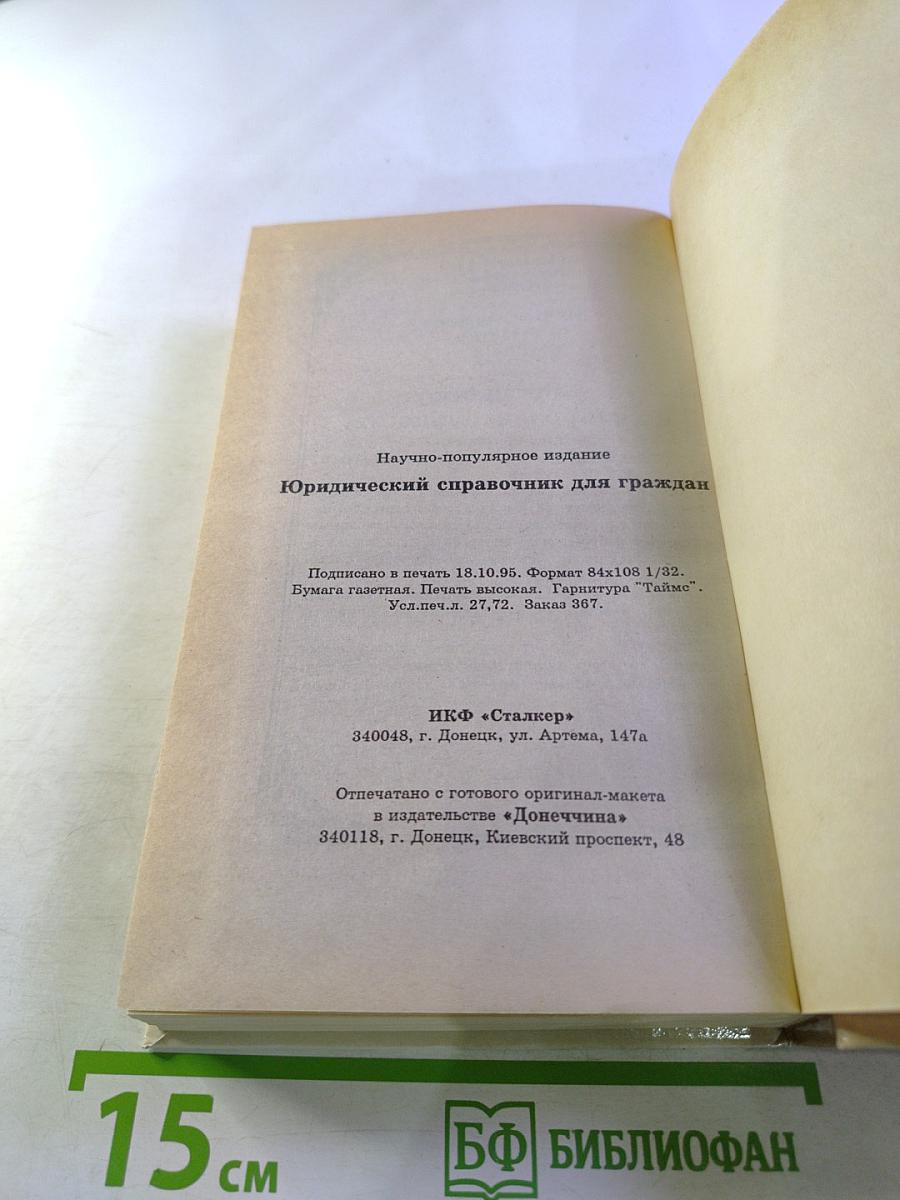 Научно-популярное издание
Юридический справочник для граждан
Подписано в печать 18.10.95. Формат 84х108 1/32.
Бумага газетная. Печать высокая. Гарнитура "Таймс".
Усл.печ.л. 27,72. Заказ 367.
ИКФ «Сталкер»
340048, г. Донецк, ул. Артема, 147а
Отпечатано с готового оригинал-макета
в издательстве «Донеччина»
340118, г. Донецк, Киевский проспект, 48
15 см
БФ БИБЛИОФАН